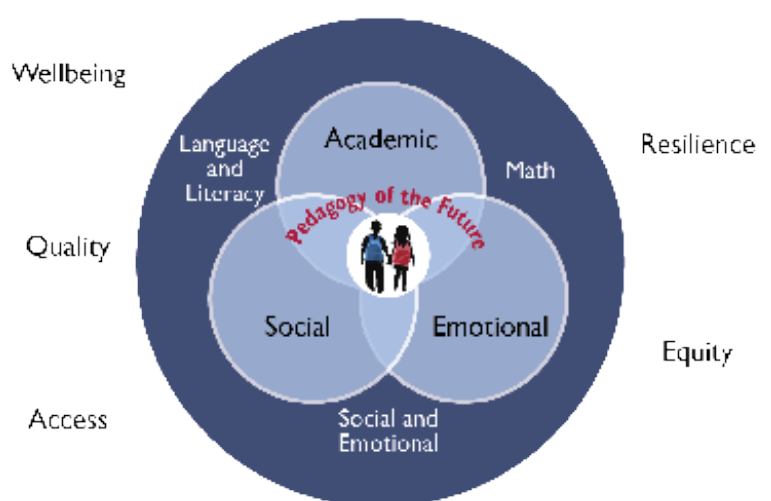 Wellbeing
Language
and
Literacy
Academic
Math
Resilience
Pedagogy of the Future
Quality
Social
Emotional
Equity
Access
Social and
Emotional